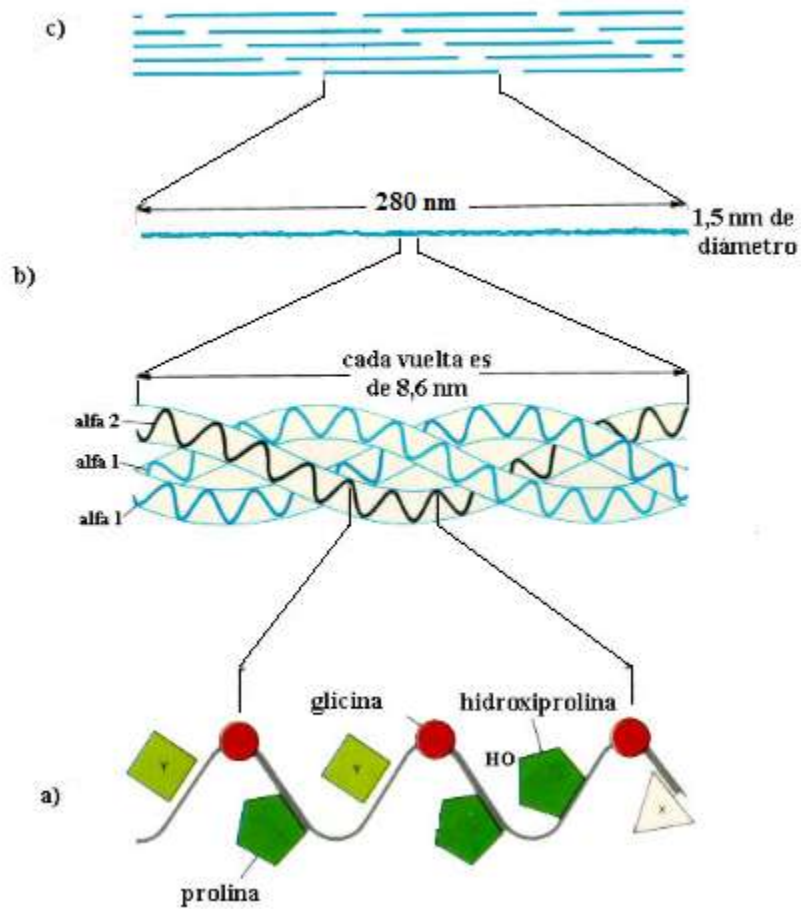 c)
280 nm
1,5 nm de
diámetro
b)
cada vuelta es
de 8,6 nm
alfa 2
alfa 1
alfa 1
glicina
hidroxiprolina
HO
Y
Y
X
a)
prolina